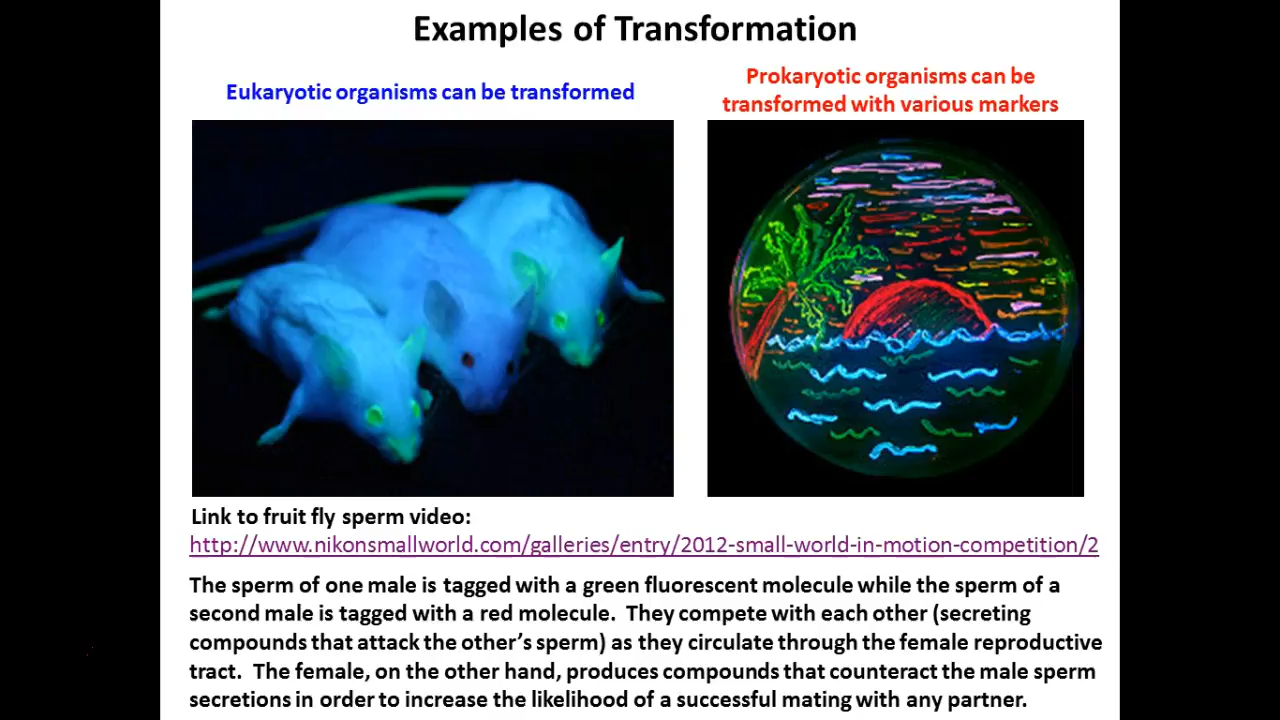 Examples of Transformation
Eukaryotic organisms can be transformed
Prokaryotic organisms can be
transformed with various markers
Link to fruit fly sperm video:
http://www.nikonsmallworld.com/galleries/entry/2012-small-world-in-motion-competition/2
The sperm of one male is tagged with a green fluorescent molecule while the sperm of a
second male is tagged with a red molecule.  They compete with each other (secreting
compounds that attack the other’s sperm) as they circulate through the female reproductive
tract.  The female, on the other hand, produces compounds that counteract the male sperm
secretions in order to increase the likelihood of a successful mating with any partner.